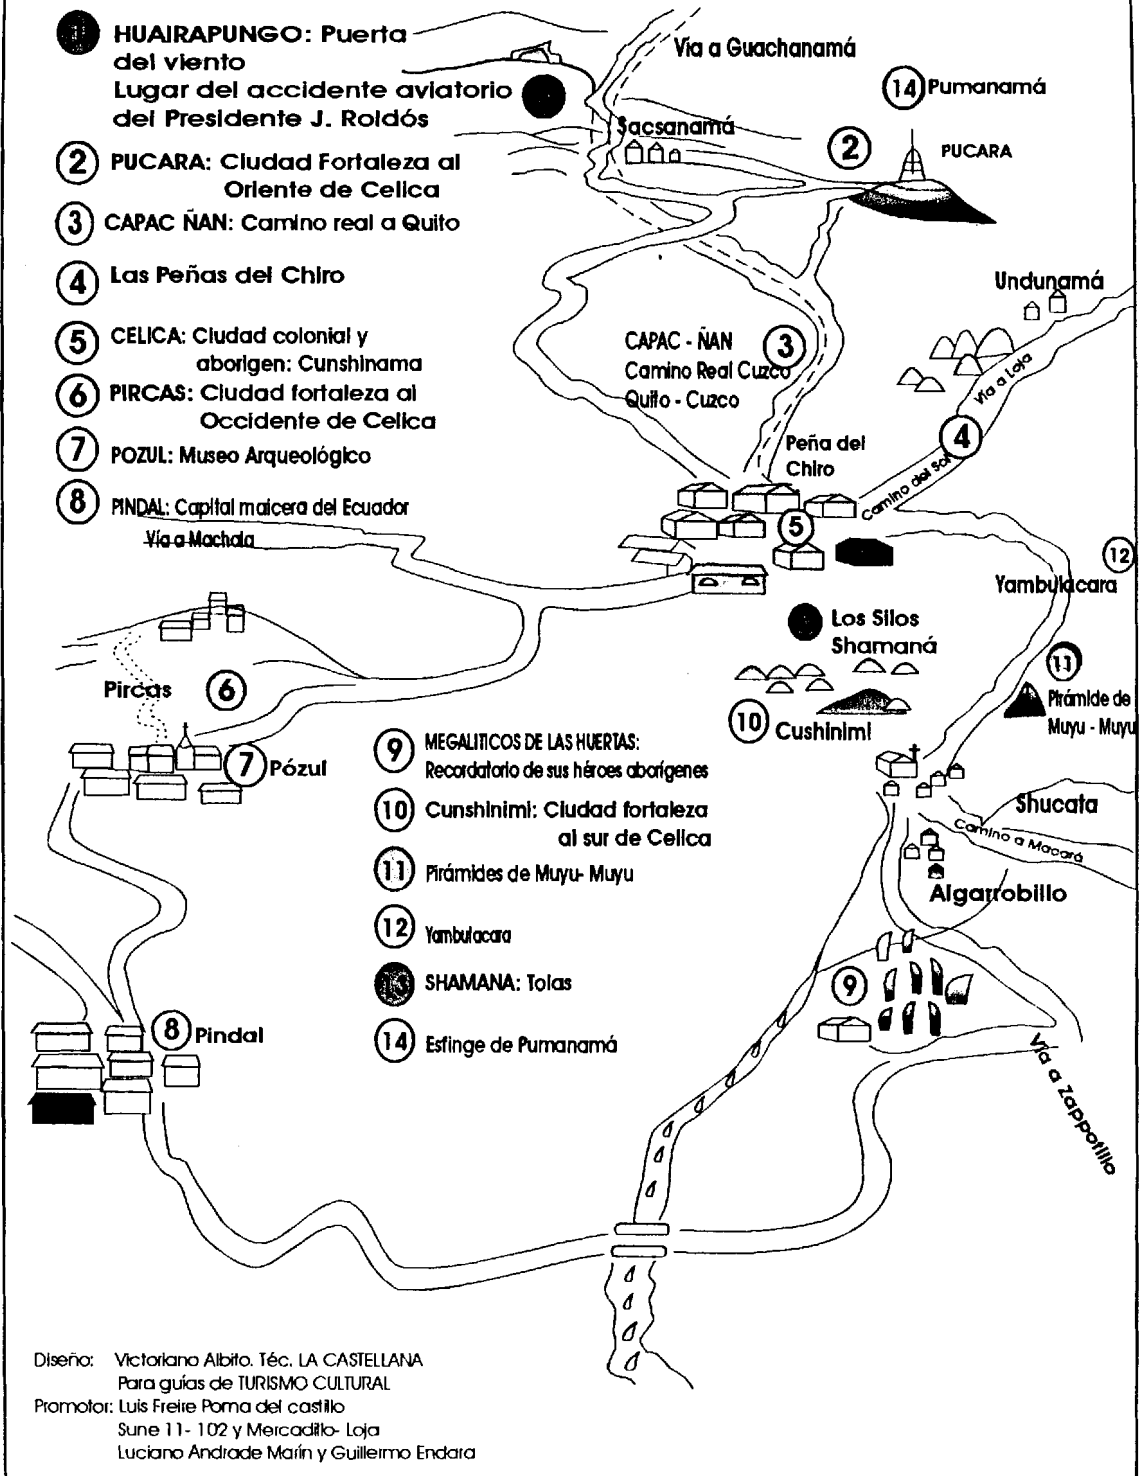 HUAIRAPUNGO: Puerta
del viento
Lugar del accidente aviatorio
del Presidente J. Roldós
2 PUCARA: Ciudad Fortaleza al
Oriente de Celica
3 CAPAC ÑAN: Camino real a Quito
4 Las Peñas del Chiro
5 CELICA: Ciudad colonial y
aborigen: Cunshinama
6 PIRCAS: Ciudad fortaleza al
Occidente de Celica
7 POZUL: Museo Arqueológico
8 PINDAL: Capital maicera del Ecuador
Vía a Machala
Vía a Guachanamá
14 Pumanamá
Sacsanamá
2 PUCARA
Undunamá
CAPAC - ÑAN 3
Camino Real Cuzco
Quito - Cuzco
Vía a Loja
4
Peña del
Chiro
Camino del Sol
5
12
Yambulacara
Los Silos
Shamaná
11
Pirámide de
Muyu - Muyu
10 Cushinimi
Pircas 6
7 Pózul
9 MEGALITICOS DE LAS HUERTAS:
Recordatorio de sus héroes aborígenes
10 Cunshinimi: Ciudad fortaleza
al sur de Celica
11 Pirámides de Muyu- Muyu
12 Yambulacara
13 SHAMANA: Tolas
14 Esfinge de Pumanamá
Shucata
Camino a Macará
Algarrobillo
9
8 Pindal
Vía a Zappotillo
Diseño: Victoriano Albito. Téc. LA CASTELLANA
Para guías de TURISMO CULTURAL
Promotor: Luis Freire Poma del castillo
Sune 11- 102 y Mercadillo- Loja
Luciano Andrade Marín y Guillermo Endara